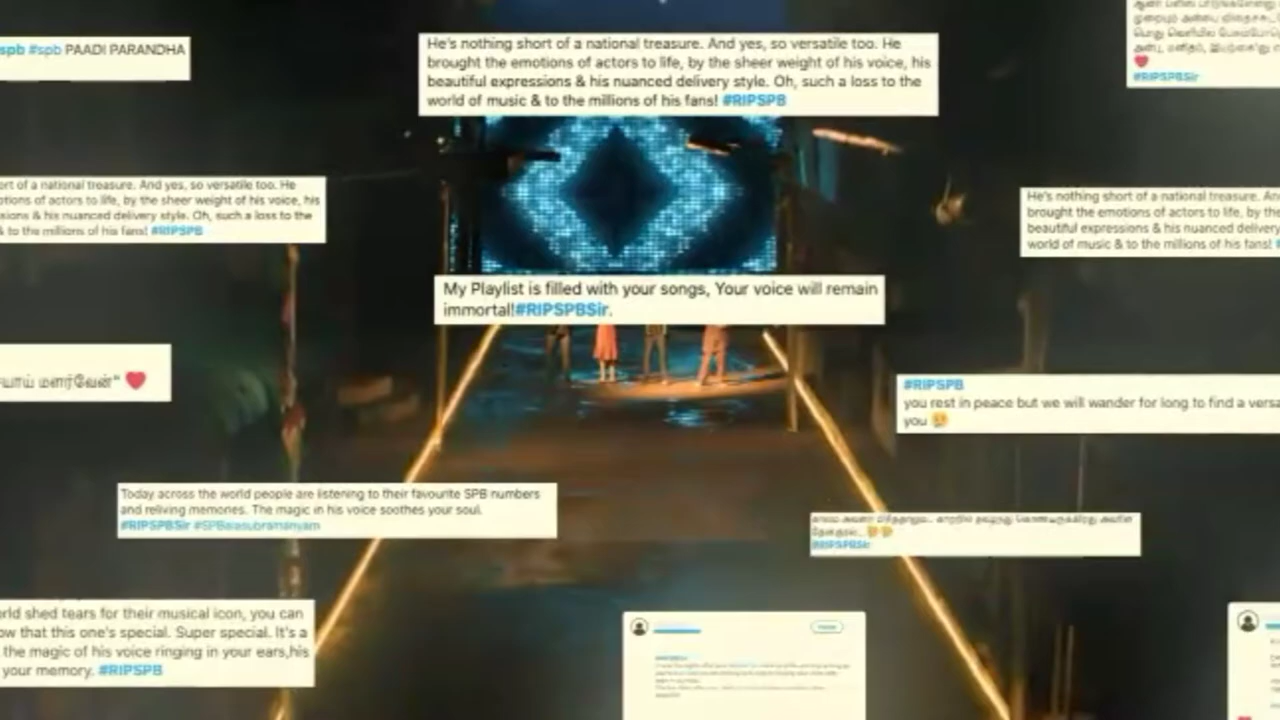 spb #spb PAADI PARANDHA
He's nothing short of a national treasure. And yes, so versatile too. He
brought the emotions of actors to life, by the sheer weight of his voice, his
beautiful expressions & his nuanced delivery style. Oh, such a loss to the
world of music & to the millions of his fans! #RIPSPB
#RIPSPBSir
ort of a national treasure. And yes, so versatile too. He
otions of actors to life, by the sheer weight of his voice, his
sions & his nuanced delivery style. Oh, such a loss to the
& to the millions of his fans! #RIPSPB
He's nothing short of a national treasure. An
brought the emotions of actors to life, by the
beautiful expressions & his nuanced delivery
world of music & to the millions of his fans!
My Playlist is filled with your songs, Your voice will remain
immortal!#RIPSPBSir.
யாய் மலர்வேன்" ❤️
#RIPSPB
you rest in peace but we will wander for long to find a versa
you
Today across the world people are listening to their favourite SPB numbers
and reliving memories. The magic in his voice soothes your soul.
#RIPSPBSir #SPBalasubramanyam
#RIPSPBSir
orld shed tears for their musical icon, you can
ow that this one's special. Super special. It's a
the magic of his voice ringing in your ears,his
your memory. #RIPSPB